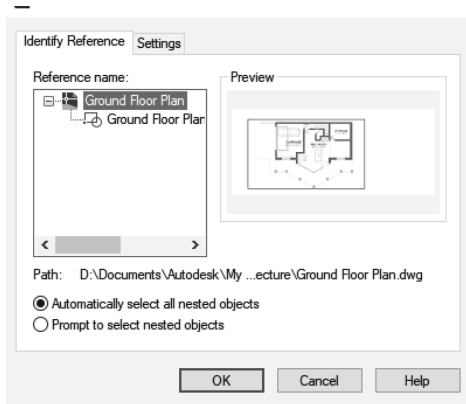 Identify Reference Settings
Reference name:
Preview
Ground Floor Plan
Ground Floor Plan
Path: D:\Documents\Autodesk\My ...ecture\Ground Floor Plan.dwg
Automatically select all nested objects
Prompt to select nested objects
OK Cancel Help